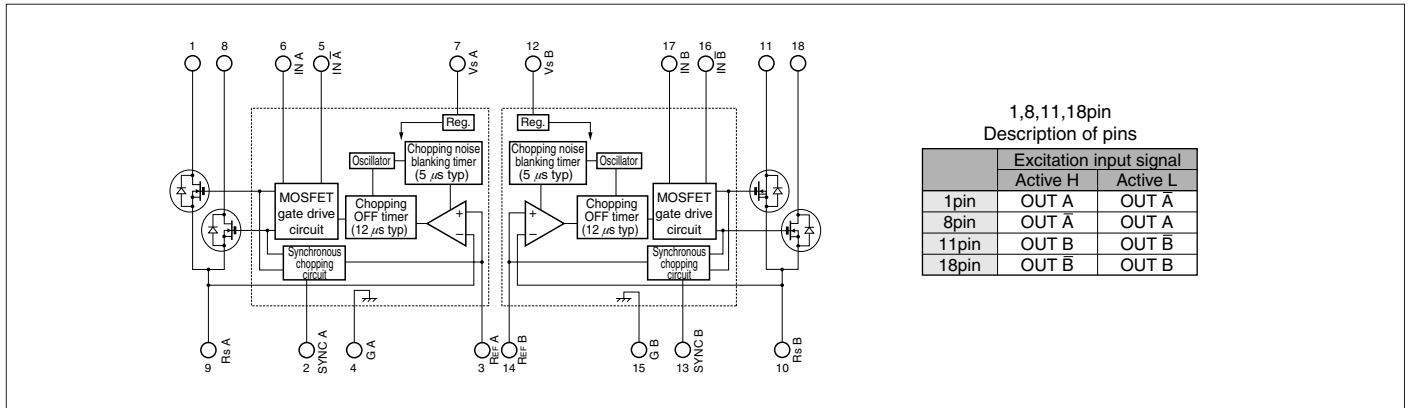 1 8 6 5 7 12 17 16 11 18
IN A
IN A̅
Vs A
Vs B
IN B
IN B̅
Reg. Reg.
Oscillator
Chopping noise
blanking timer
(5 μs typ)
Chopping noise
blanking timer
(5 μs typ)
Oscillator
MOSFET
gate drive
circuit
Chopping
OFF timer
(12 μs typ)
+
−
+
−
Chopping
OFF timer
(12 μs typ)
MOSFET
gate drive
circuit
Synchronous
chopping
circuit
Synchronous
chopping
circuit
Rs A
SYNC A
G A
REF A
REF B
G B
SYNC B
Rs B
9 2 4 3 14 15 13 10
1,8,11,18pin
Description of pins
Excitation input signal
Active H Active L
1pin OUT A OUT A̅
8pin OUT A̅ OUT A
11pin OUT B OUT B̅
18pin OUT B̅ OUT B